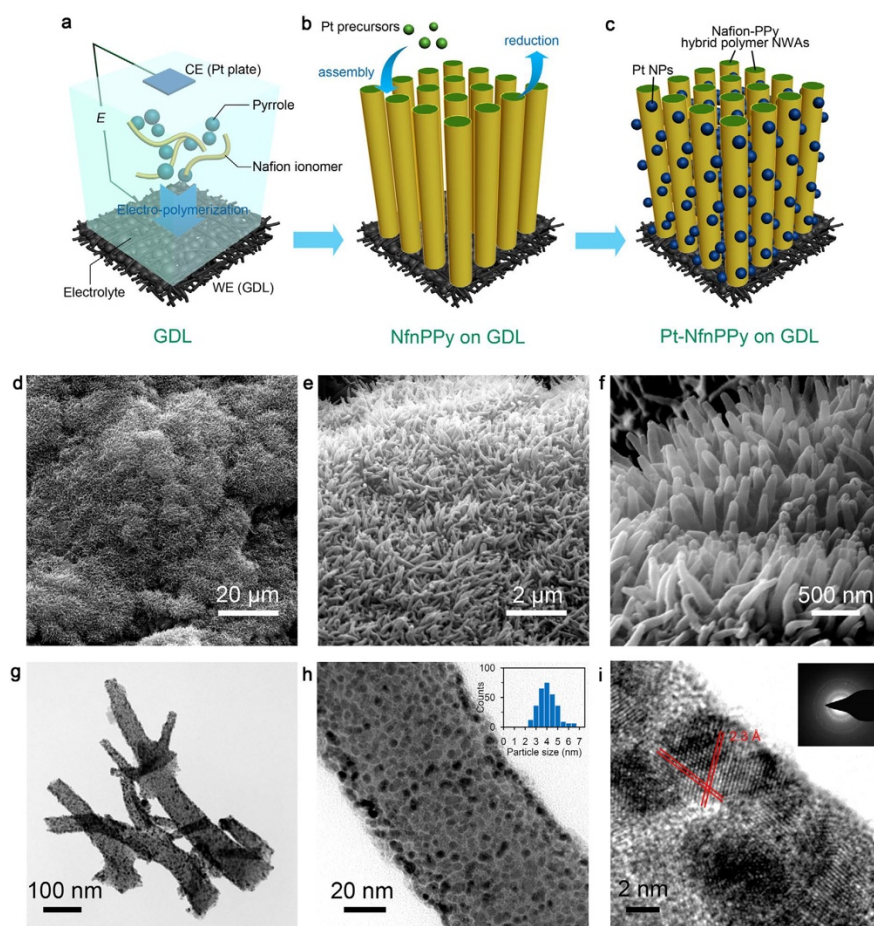 a
CE (Pt plate)
E
Pyrrole
Nafion ionomer
Electro-polymerization
Electrolyte
WE (GDL)
GDL
b
Pt precursors
assembly
reduction
NfnPPy on GDL
c
Nafion-PPy
hybrid polymer NWAs
Pt NPs
Pt-NfnPPy on GDL
d
20 µm
e
2 µm
f
500 nm
g
100 nm
h
100
50
0
Counts
0 1 2 3 4 5 6 7
Particle size (nm)
20 nm
i
2.3 Å
2 nm